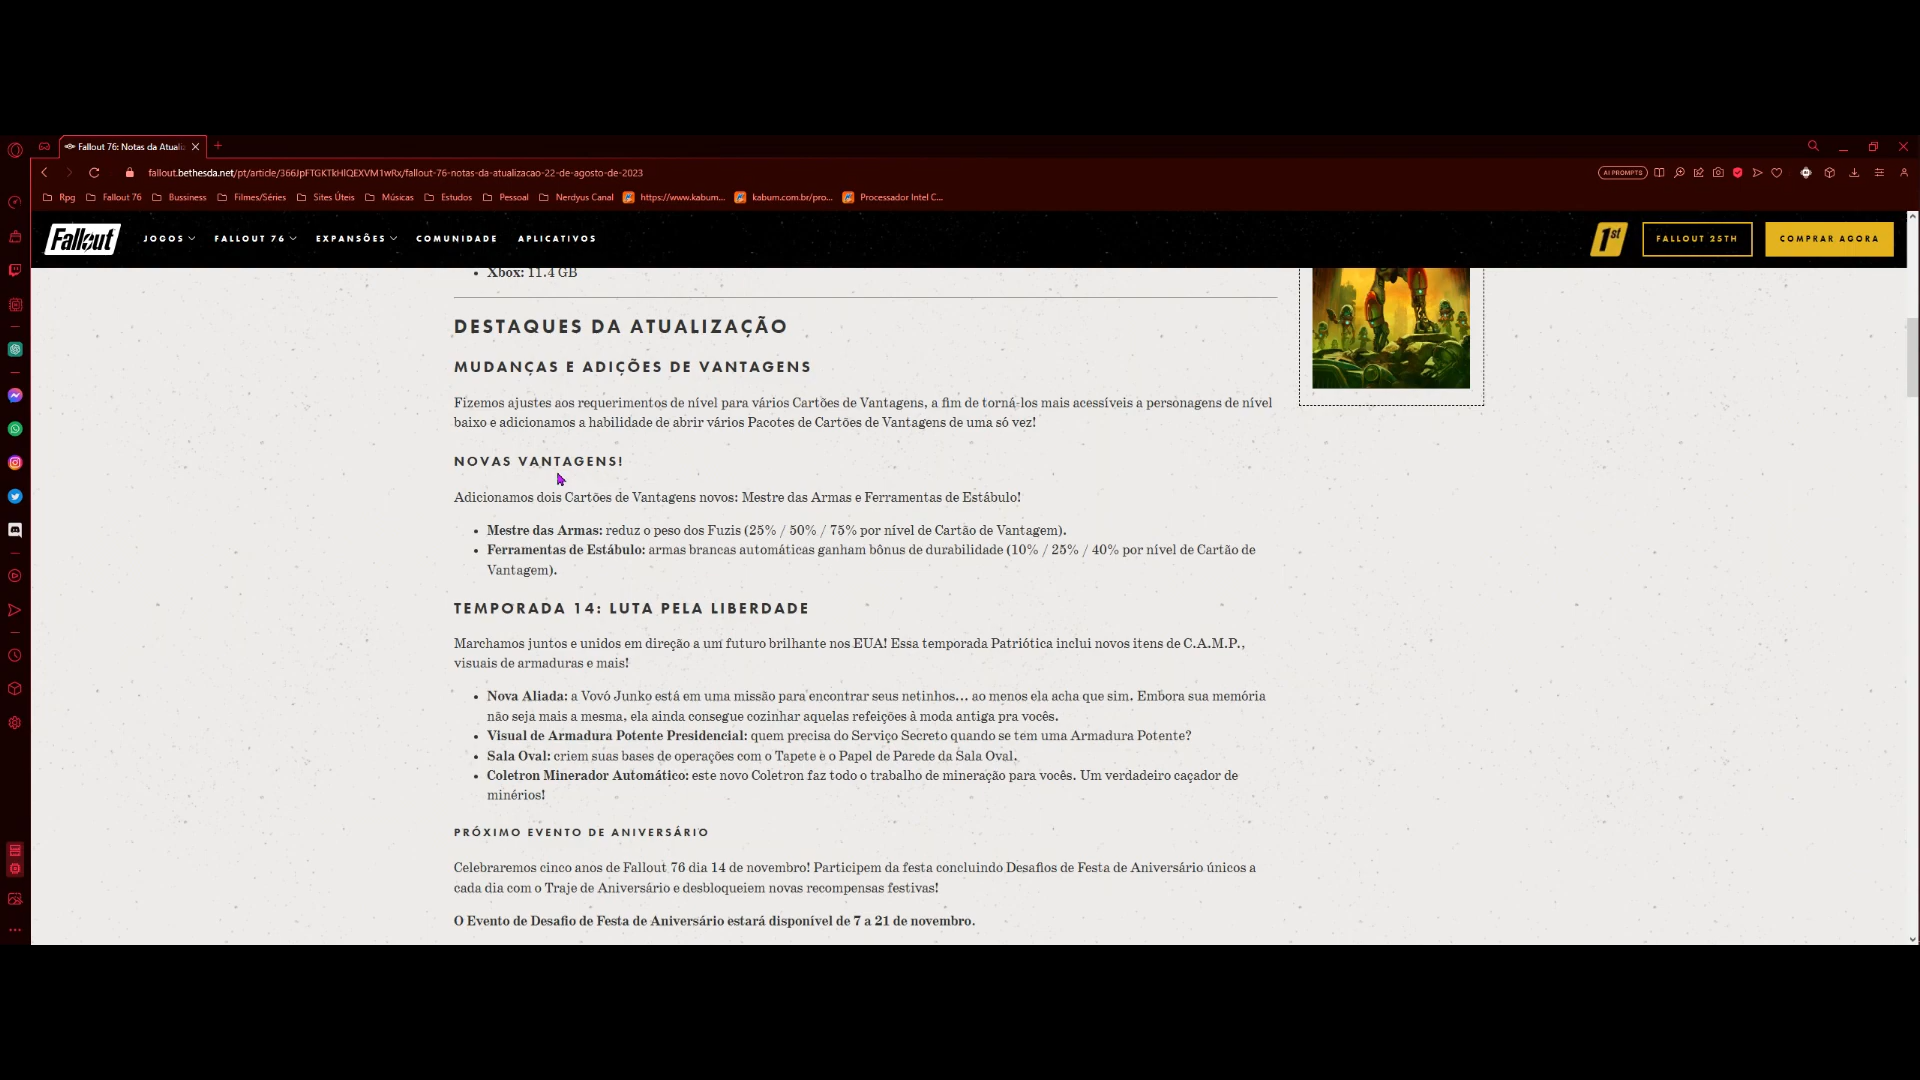 Fallout 76: Notas da Atuali
fallout.bethesda.net/pt/article/366JpFTGKTkHlQEXVM1wRx/fallout-76-notas-da-atualizacao-22-de-agosto-de-2023
AI PROMPTS
Rpg Fallout 76 Bussiness Filmes/Séries Sites Úteis Músicas Estudos Pessoal Nerdyus Canal https://www.kabum... kabum.com.br/pro... Processador Intel C...
Fallout JOGOS FALLOUT 76 EXPANSÕES COMUNIDADE APLICATIVOS 1st FALLOUT 25TH COMPRAR AGORA
• Xbox: 11.4 GB
DESTAQUES DA ATUALIZAÇÃO
MUDANÇAS E ADIÇÕES DE VANTAGENS
Fizemos ajustes aos requerimentos de nível para vários Cartões de Vantagens, a fim de torná-los mais acessíveis a personagens de nível
baixo e adicionamos a habilidade de abrir vários Pacotes de Cartões de Vantagens de uma só vez!
NOVAS VANTAGENS!
Adicionamos dois Cartões de Vantagens novos: Mestre das Armas e Ferramentas de Estábulo!
• Mestre das Armas: reduz o peso dos Fuzis (25% / 50% / 75% por nível de Cartão de Vantagem).
• Ferramentas de Estábulo: armas brancas automáticas ganham bônus de durabilidade (10% / 25% / 40% por nível de Cartão de
Vantagem).
TEMPORADA 14: LUTA PELA LIBERDADE
Marchamos juntos e unidos em direção a um futuro brilhante nos EUA! Essa temporada Patriótica inclui novos itens de C.A.M.P.,
visuais de armaduras e mais!
• Nova Aliada: a Vovó Junko está em uma missão para encontrar seus netinhos... ao menos ela acha que sim. Embora sua memória
não seja mais a mesma, ela ainda consegue cozinhar aquelas refeições à moda antiga pra vocês.
• Visual de Armadura Potente Presidencial: quem precisa do Serviço Secreto quando se tem uma Armadura Potente?
• Sala Oval: criem suas bases de operações com o Tapete e o Papel de Parede da Sala Oval.
• Coletron Minerador Automático: este novo Coletron faz todo o trabalho de mineração para vocês. Um verdadeiro caçador de
minérios!
PRÓXIMO EVENTO DE ANIVERSÁRIO
Celebraremos cinco anos de Fallout 76 dia 14 de novembro! Participem da festa concluindo Desafios de Festa de Aniversário únicos a
cada dia com o Traje de Aniversário e desbloqueiem novas recompensas festivas!
O Evento de Desafio de Festa de Aniversário estará disponível de 7 a 21 de novembro.